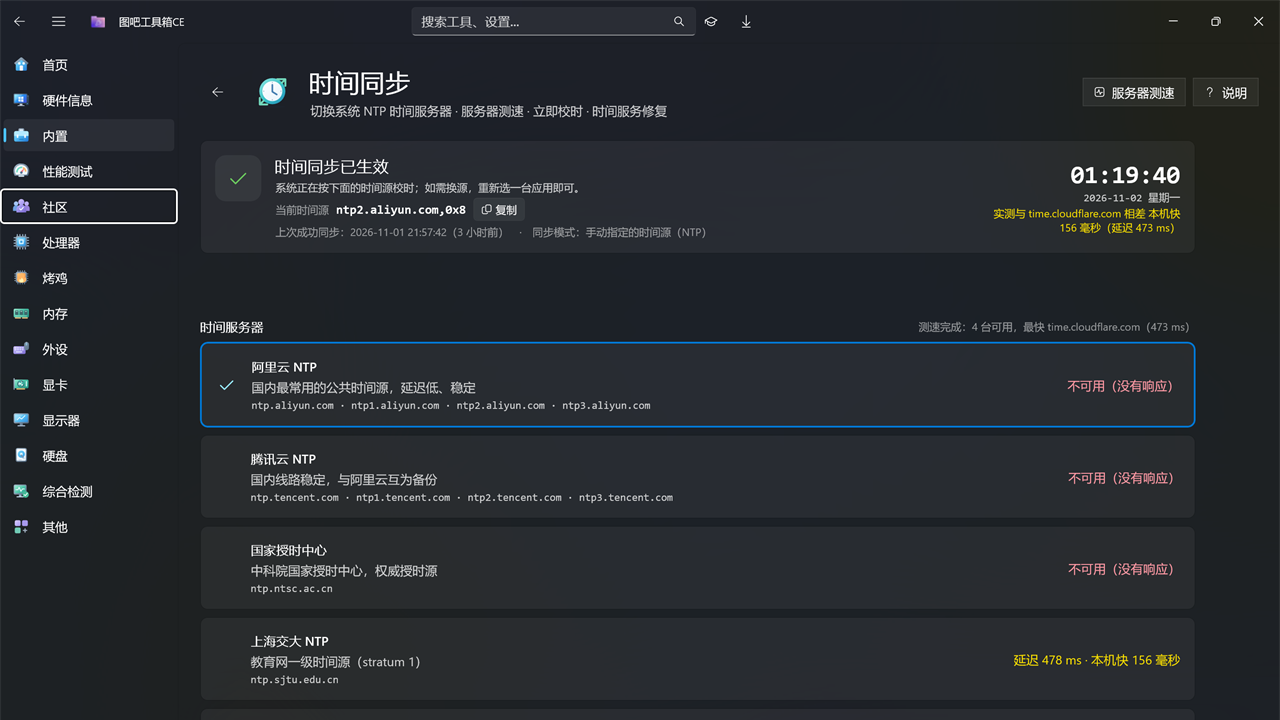 图吧工具箱CE
搜索工具、设置...
首页
硬件信息
内置
性能测试
社区
处理器
烤鸡
内存
外设
显卡
显示器
硬盘
综合检测
其他
时间同步
切换系统 NTP 时间服务器 · 服务器测速 · 立即校时 · 时间服务修复
服务器测速
? 说明
时间同步已生效
系统正在按下面的时间源校时；如需换源，重新选一台应用即可。
当前时间源 ntp2.aliyun.com,0x8 复制
上次成功同步：2026-11-01 21:57:42（3 小时前） · 同步模式：手动指定的时间源（NTP）
01:19:40
2026-11-02 星期一
实测与 time.cloudflare.com 相差 本机快
156 毫秒（延迟 473 ms）
时间服务器
测速完成：4 台可用，最快 time.cloudflare.com（473 ms）
阿里云 NTP
国内最常用的公共时间源，延迟低、稳定
ntp.aliyun.com · ntp1.aliyun.com · ntp2.aliyun.com · ntp3.aliyun.com
不可用（没有响应）
腾讯云 NTP
国内线路稳定，与阿里云互为备份
ntp.tencent.com · ntp1.tencent.com · ntp2.tencent.com · ntp3.tencent.com
不可用（没有响应）
国家授时中心
中科院国家授时中心，权威授时源
ntp.ntsc.ac.cn
不可用（没有响应）
上海交大 NTP
教育网一级时间源（stratum 1）
ntp.sjtu.edu.cn
延迟 478 ms · 本机快 156 毫秒